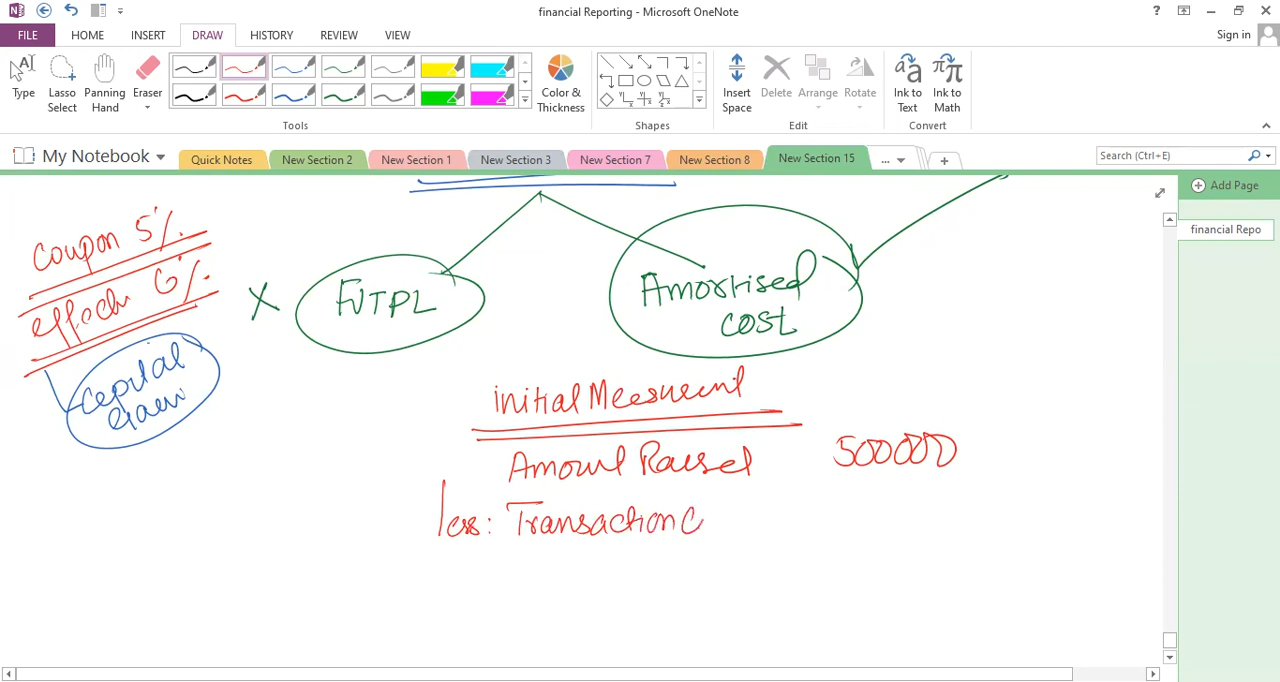 financial Reporting - Microsoft OneNote
Sign in
FILE HOME INSERT DRAW HISTORY REVIEW VIEW
Type
Lasso Select
Panning Hand
Eraser
Color & Thickness
Insert Space
Delete
Arrange
Rotate
Ink to Text
Ink to Math
Tools
Shapes
Edit
Convert
My Notebook
Quick Notes
New Section 2
New Section 1
New Section 3
New Section 7
New Section 8
New Section 15
...
Search (Ctrl+E)
Add Page
financial Repo
Coupon 5%
6%
X
FVTPL
Amortised
cost
Capital
initial Measurement
Amount Raised 5000000
less: Transaction C